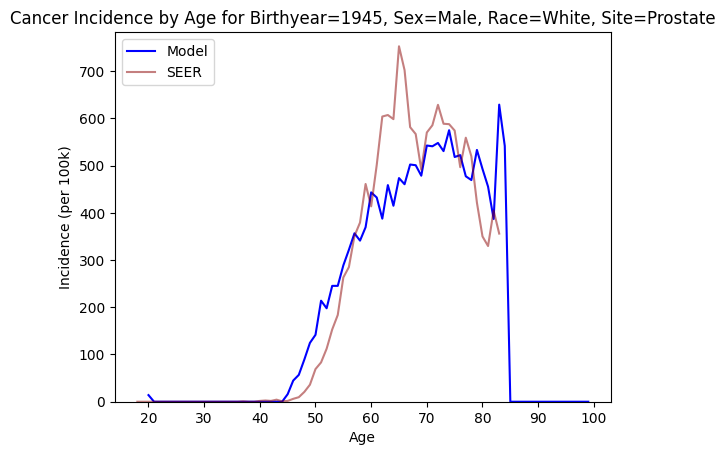 Cancer Incidence by Age for Birthyear=1945, Sex=Male, Race=White, Site=Prostate
Model
SEER
700
600
500
400
300
200
100
0
Incidence (per 100k)
20 30 40 50 60 70 80 90 100
Age